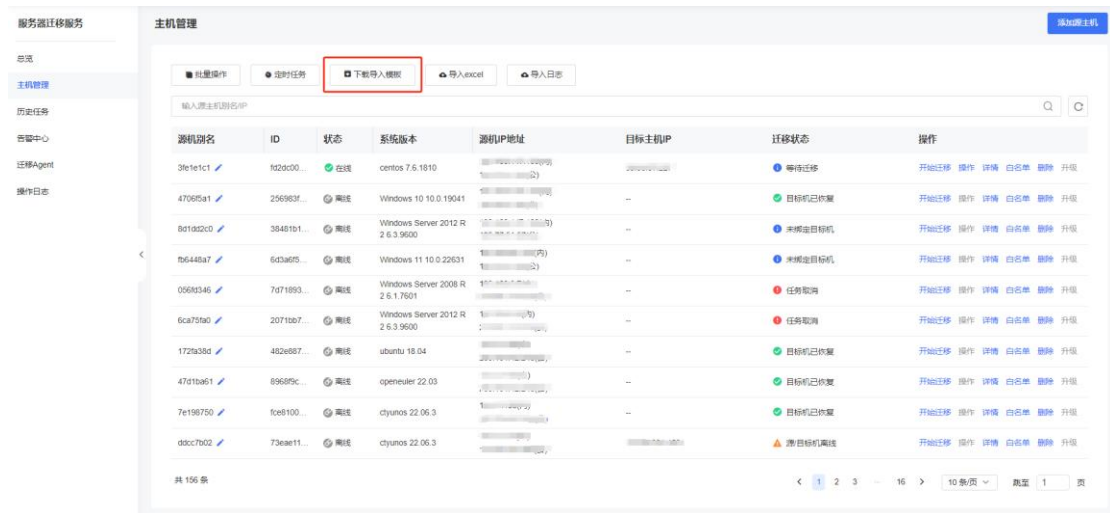 服务器迁移服务
主机管理
添加源主机
总览
主机管理
历史任务
告警中心
迁移Agent
操作日志
批量操作 定时任务 下载导入模板 导入excel 导入日志
输入源主机别名/IP
源机别名 ID 状态 系统版本 源机IP地址 目标主机IP 迁移状态 操作
3fe1e1c1 fd2dc00... 在线 centos 7.6.1810 等待迁移 开始迁移 操作 详情 白名单 删除 升级
4706f5a1 256983f... 离线 Windows 10 10.0.19041 -- 目标机已恢复 开始迁移 操作 详情 白名单 删除 升级
8d1dd2c0 38481b1... 离线 Windows Server 2012 R -- 未绑定目标机 开始迁移 操作 详情 白名单 删除 升级
2 6.3.9600
fb6448a7 6d3a6f5... 离线 Windows 11 10.0.22631 -- 未绑定目标机 开始迁移 操作 详情 白名单 删除 升级
056fd346 7d71893... 离线 Windows Server 2008 R -- 任务取消 开始迁移 操作 详情 白名单 删除 升级
2 6.1.7601
6ca75fa0 2071bb7... 离线 Windows Server 2012 R -- 任务取消 开始迁移 操作 详情 白名单 删除 升级
2 6.3.9600
172fa38d 482e887... 离线 ubuntu 18.04 -- 目标机已恢复 开始迁移 操作 详情 白名单 删除 升级
47d1ba61 8968f9c... 离线 openeuler 22.03 -- 目标机已恢复 开始迁移 操作 详情 白名单 删除 升级
7e198750 fce8100... 离线 ctyunos 22.06.3 -- 目标机已恢复 开始迁移 操作 详情 白名单 删除 升级
ddcc7b02 73eae11... 离线 ctyunos 22.06.3 源/目标机离线 开始迁移 操作 详情 白名单 删除 升级
共 156 条
1 2 3 ... 16 10 条/页 跳至 1 页